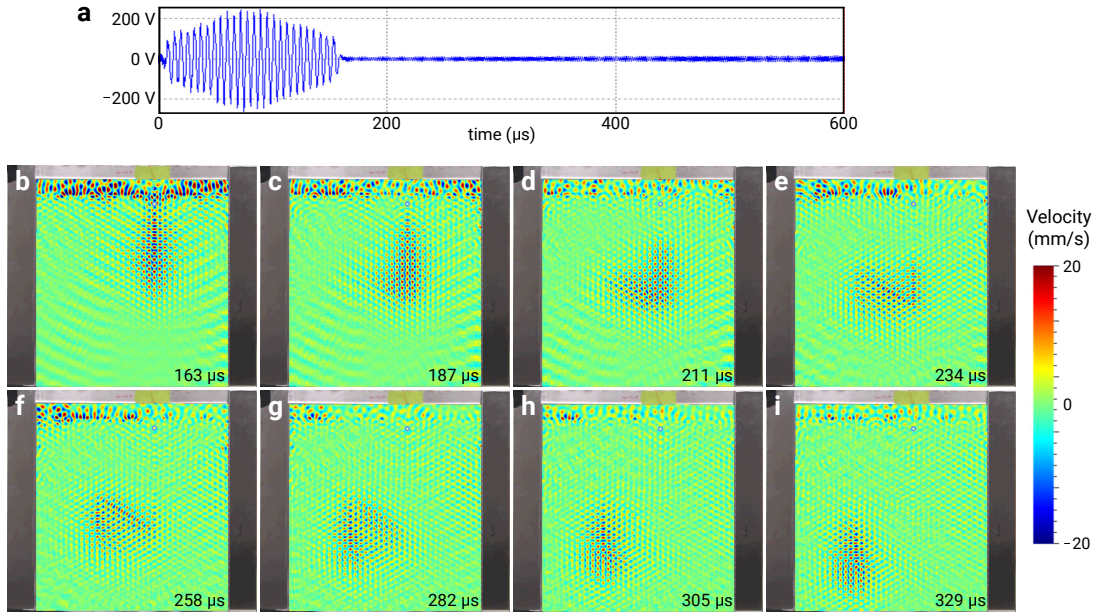 a
200 V
0 V
−200 V
0
200
400
600
time (µs)
b
163 µs
c
187 µs
d
211 µs
e
234 µs
Velocity
(mm/s)
20
0
−20
f
258 µs
g
282 µs
h
305 µs
i
329 µs